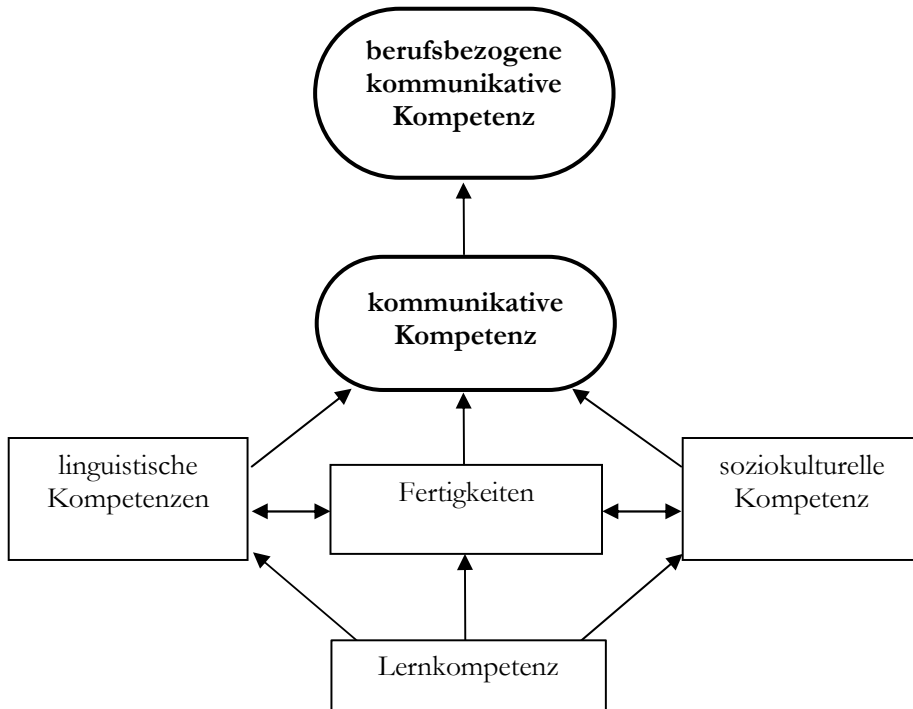 berufsbezogene
kommunikative
Kompetenz
kommunikative
Kompetenz
linguistische
Kompetenzen
Fertigkeiten
soziokulturelle
Kompetenz
Lernkompetenz